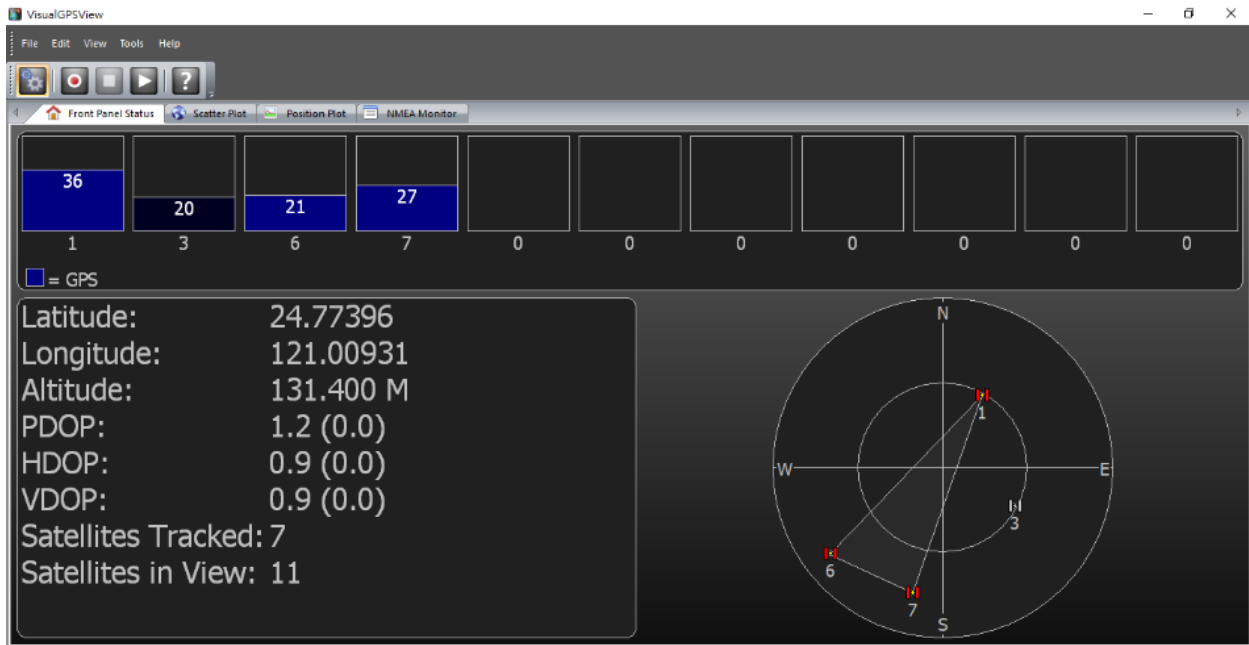 VisualGPSView
File Edit View Tools Help
Front Panel Status Scatter Plot Position Plot NMEA Monitor
36 20 21 27
1 3 6 7 0 0 0 0 0 0 0
= GPS
Latitude: 24.77396
Longitude: 121.00931
Altitude: 131.400 M
PDOP: 1.2 (0.0)
HDOP: 0.9 (0.0)
VDOP: 0.9 (0.0)
Satellites Tracked: 7
Satellites in View: 11
N
1
W E
3
6
7
S